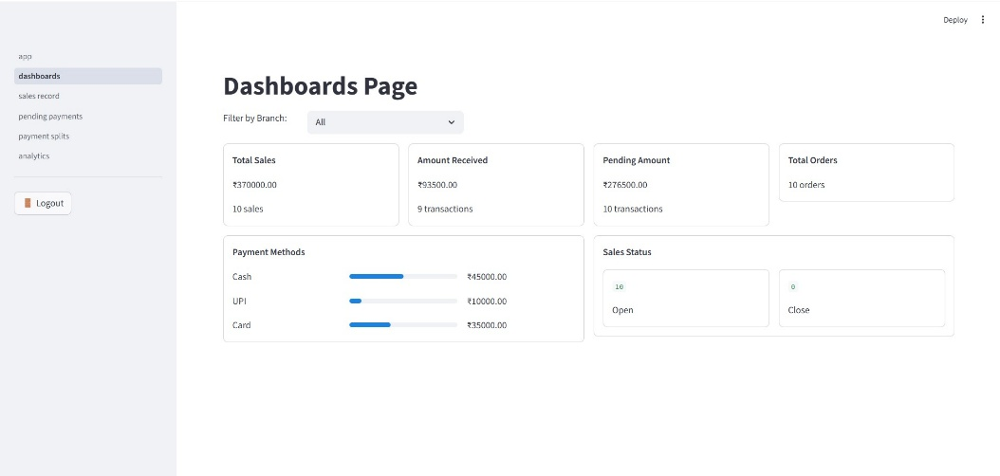 Deploy
app
dashboards
sales record
pending payments
payment splits
analytics
Logout
Dashboards Page
Filter by Branch:
All
Total Sales
₹370000.00
10 sales
Amount Received
₹93500.00
9 transactions
Pending Amount
₹276500.00
10 transactions
Total Orders
10 orders
Payment Methods
Cash ₹45000.00
UPI ₹10000.00
Card ₹35000.00
Sales Status
10
Open
0
Close